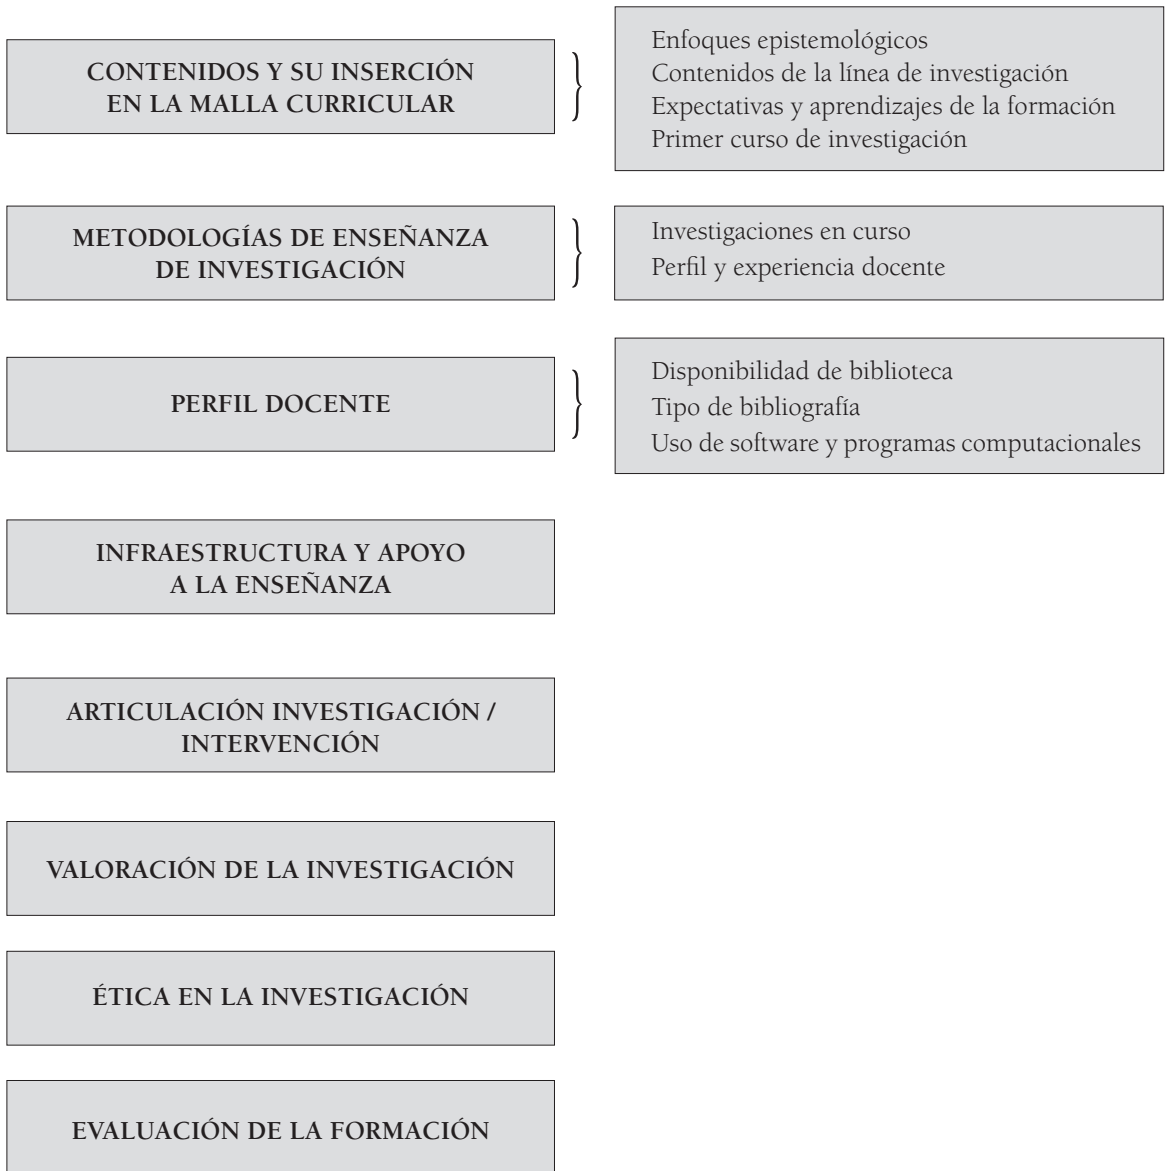 CONTENIDOS Y SU INSERCIÓN
EN LA MALLA CURRICULAR
}
Enfoques epistemológicos
Contenidos de la línea de investigación
Expectativas y aprendizajes de la formación
Primer curso de investigación
METODOLOGÍAS DE ENSEÑANZA
DE INVESTIGACIÓN
}
Investigaciones en curso
Perfil y experiencia docente
PERFIL DOCENTE
}
Disponibilidad de biblioteca
Tipo de bibliografía
Uso de software y programas computacionales
INFRAESTRUCTURA Y APOYO
A LA ENSEÑANZA
ARTICULACIÓN INVESTIGACIÓN /
INTERVENCIÓN
VALORACIÓN DE LA INVESTIGACIÓN
ÉTICA EN LA INVESTIGACIÓN
EVALUACIÓN DE LA FORMACIÓN